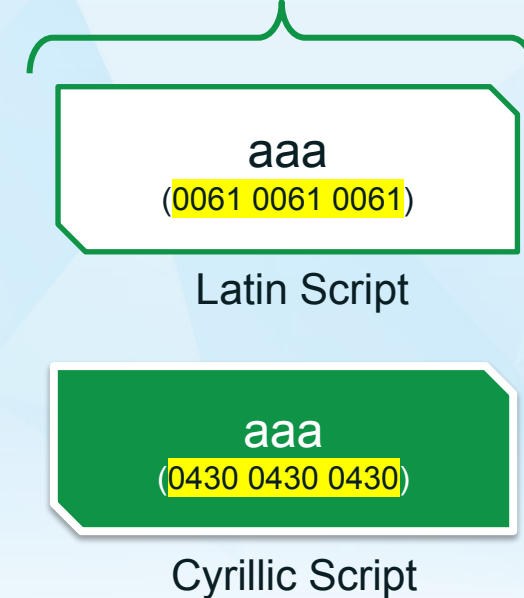 aaa
(0061 0061 0061)
Latin Script
ааа
(0430 0430 0430)
Cyrillic Script